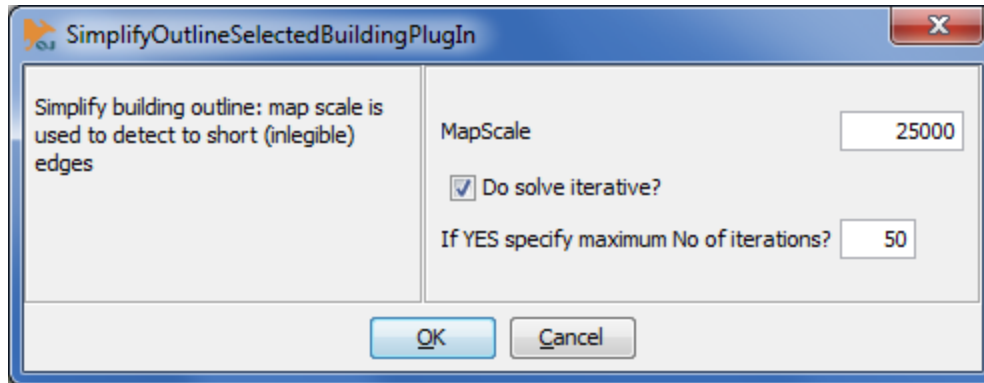 SimplifyOutlineSelectedBuildingPlugIn
Simplify building outline: map scale is
used to detect to short (inlegible)
edges
MapScale
25000
Do solve iterative?
If YES specify maximum No of iterations?
50
OK
Cancel